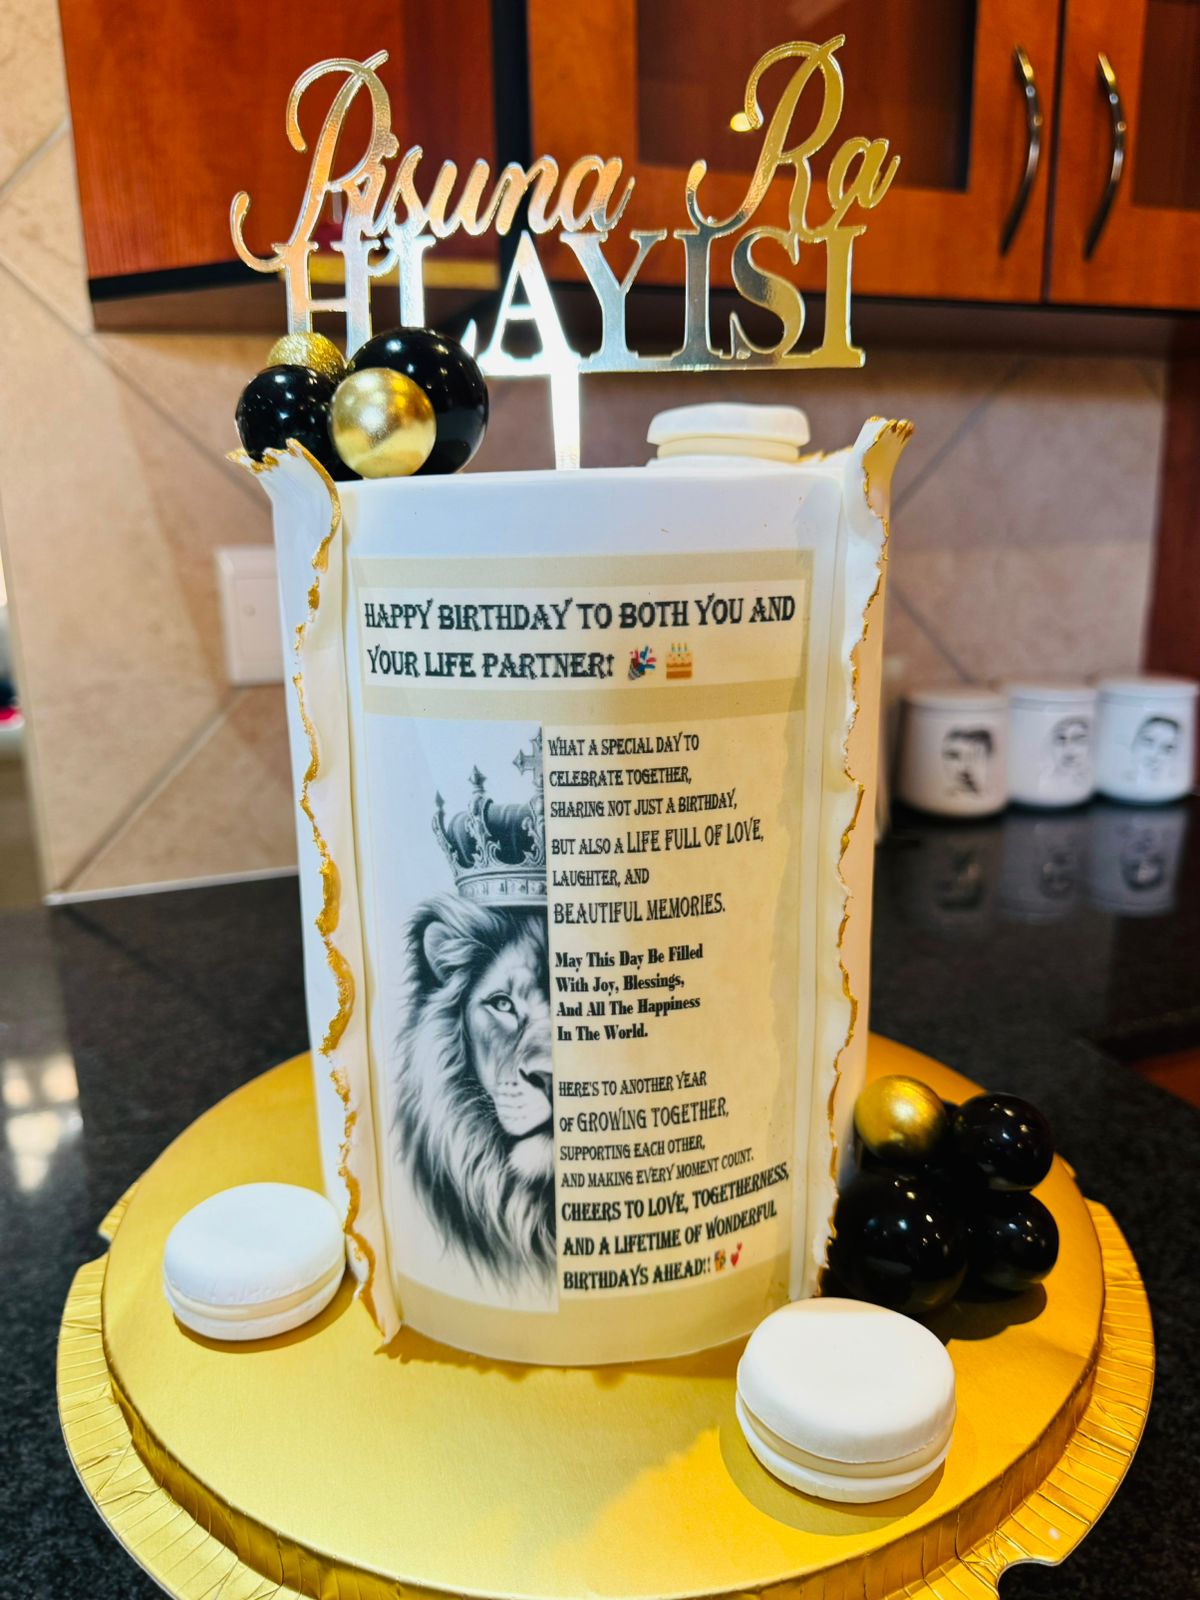 Pisuna Ra
HLAYISI
HAPPY BIRTHDAY TO BOTH YOU AND
YOUR LIFE PARTNER! 🎉 🎂
WHAT A SPECIAL DAY TO
CELEBRATE TOGETHER,
SHARING NOT JUST A BIRTHDAY,
BUT ALSO A LIFE FULL OF LOVE,
LAUGHTER, AND
BEAUTIFUL MEMORIES.
May This Day Be Filled
With Joy, Blessings,
And All The Happiness
In The World.
HERE'S TO ANOTHER YEAR
OF GROWING TOGETHER,
SUPPORTING EACH OTHER,
AND MAKING EVERY MOMENT COUNT.
CHEERS TO LOVE, TOGETHERNESS,
AND A LIFETIME OF WONDERFUL
BIRTHDAYS AHEAD!!